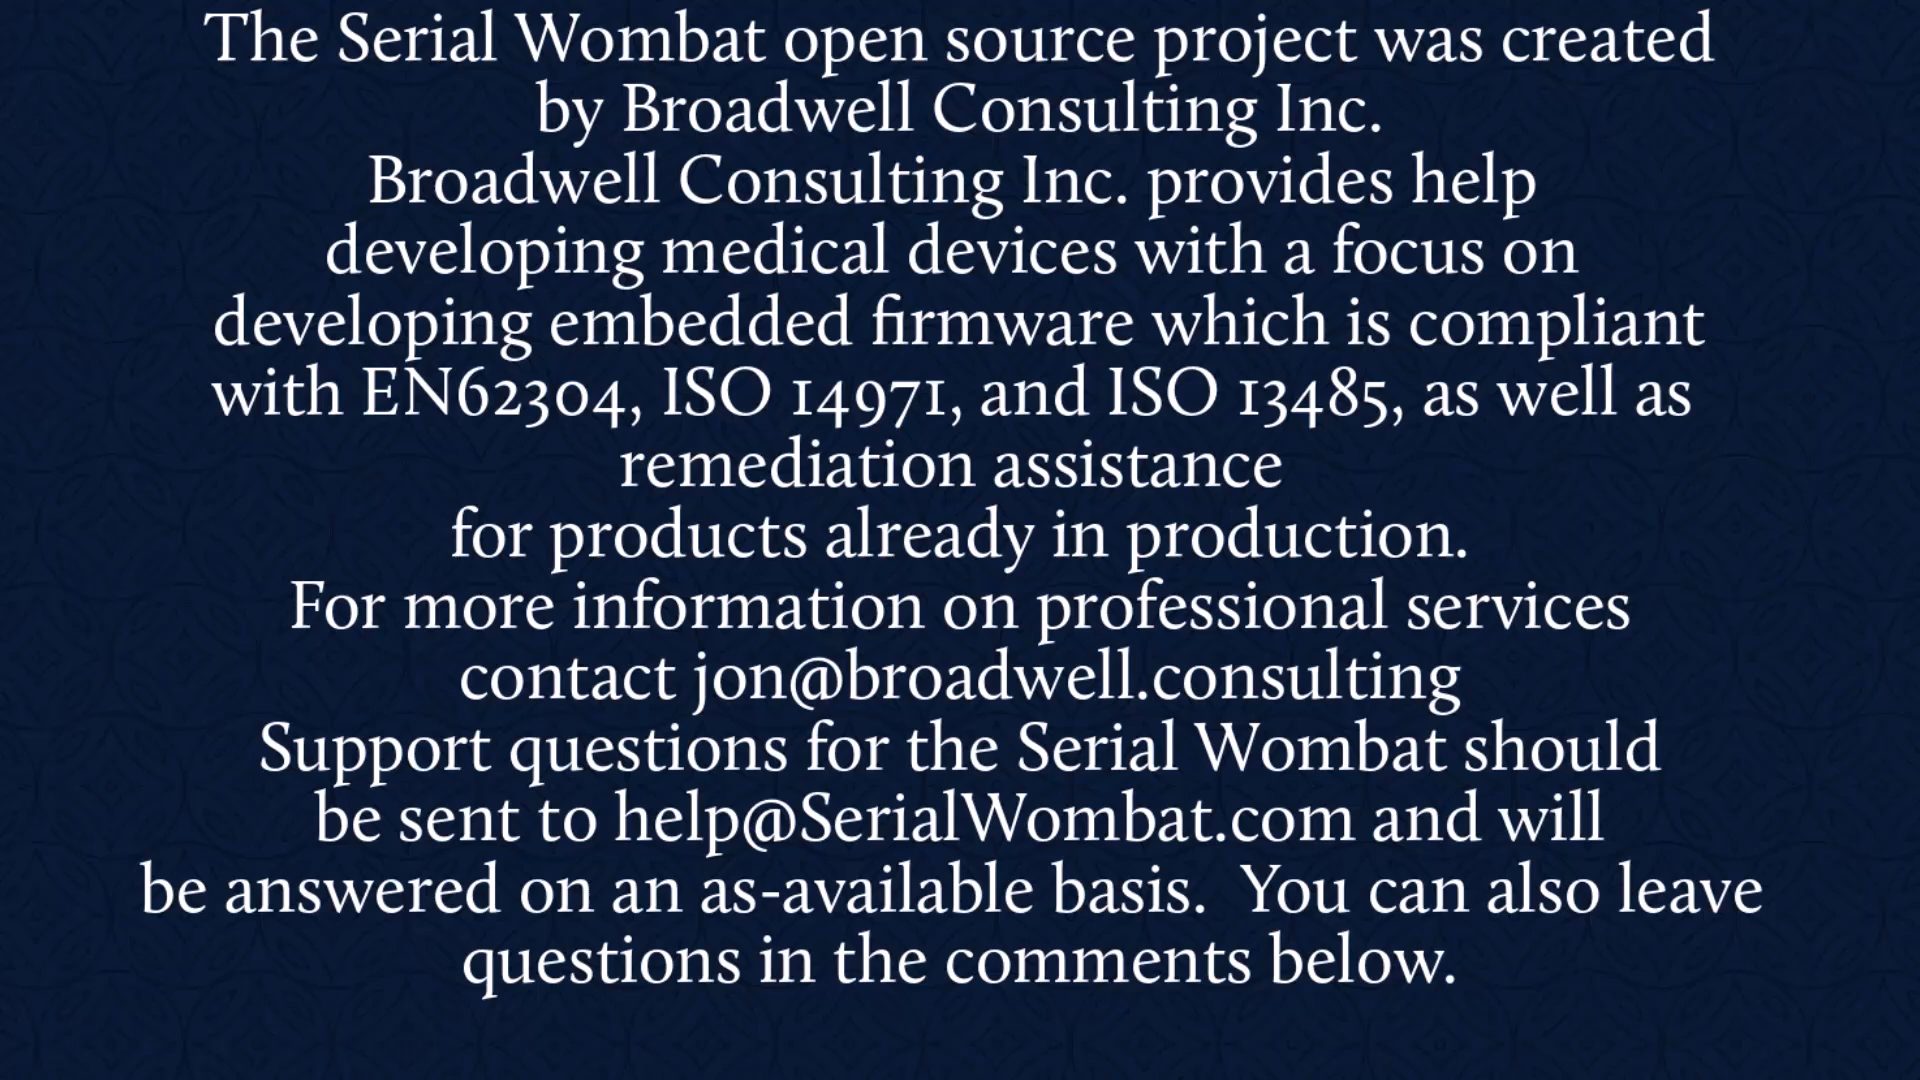 The Serial Wombat open source project was created
by Broadwell Consulting Inc.
Broadwell Consulting Inc. provides help
developing medical devices with a focus on
developing embedded firmware which is compliant
with EN62304, ISO 14971, and ISO 13485, as well as
remediation assistance
for products already in production.
For more information on professional services
contact jon@broadwell.consulting
Support questions for the Serial Wombat should
be sent to help@SerialWombat.com and will
be answered on an as-available basis.  You can also leave
questions in the comments below.